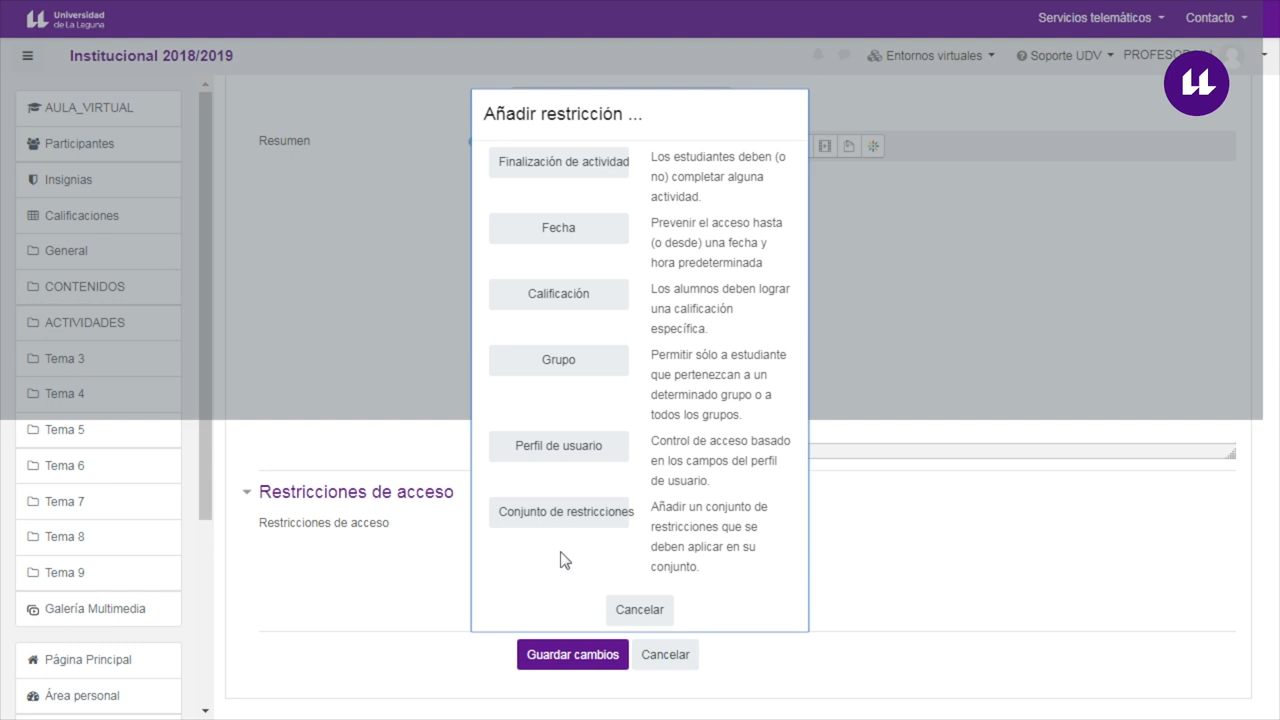 Universidad
de La Laguna
Servicios telemáticos
Contacto
Institucional 2018/2019
Entornos virtuales
Soporte UDV
AULA_VIRTUAL
Participantes
Insignias
Calificaciones
General
CONTENIDOS
ACTIVIDADES
Tema 3
Tema 4
Tema 5
Tema 6
Tema 7
Tema 8
Tema 9
Galería Multimedia
Página Principal
Área personal
Resumen
Añadir restricción ...
Finalización de actividad
Los estudiantes deben (o
no) completar alguna
actividad.
Fecha
Prevenir el acceso hasta
(o desde) una fecha y
hora predeterminada
Calificación
Los alumnos deben lograr
una calificación
específica.
Grupo
Permitir sólo a estudiante
que pertenezcan a un
determinado grupo o a
todos los grupos.
Perfil de usuario
Control de acceso basado
en los campos del perfil
de usuario.
Conjunto de restricciones
Añadir un conjunto de
restricciones que se
deben aplicar en su
conjunto.
Cancelar
Restricciones de acceso
Restricciones de acceso
Guardar cambios
Cancelar